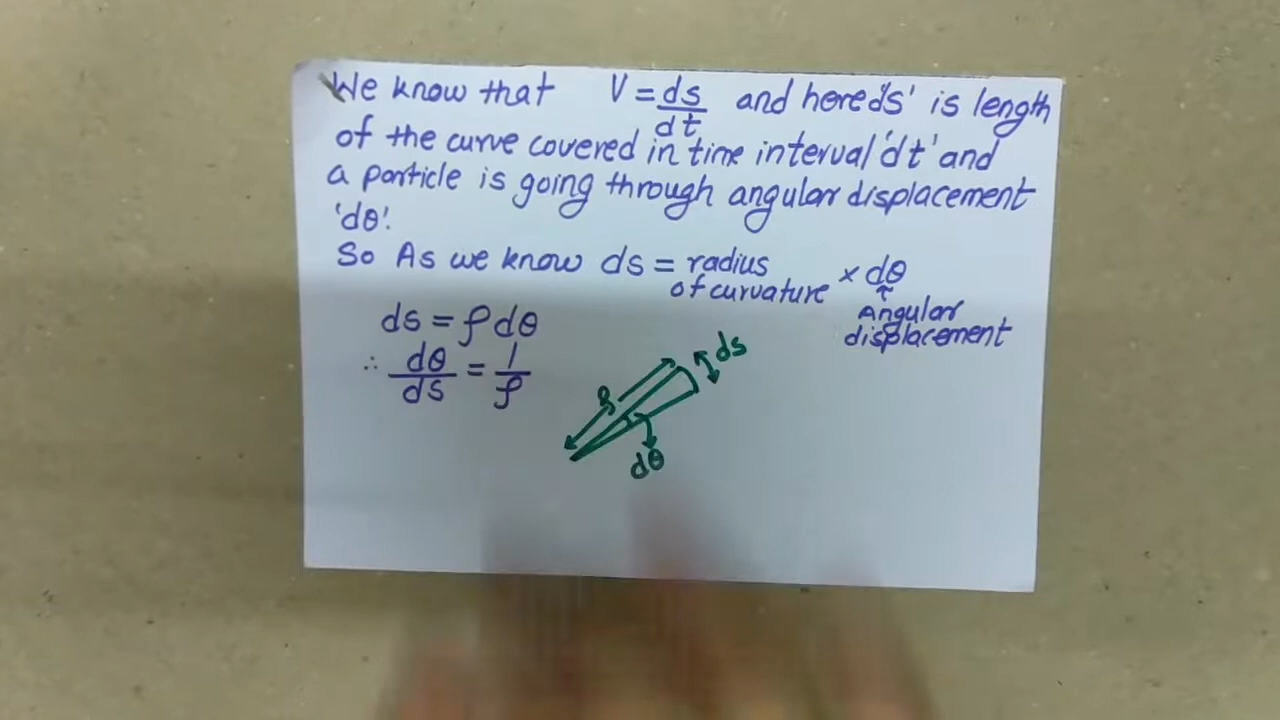 We know that V = ds/dt and here 'ds' is length
of the curve covered in time interval 'dt' and
a particle is going through angular displacement
'dθ'.
So As we know ds = radius of curvature × dθ
↑
Angular
displacement
ds = ρ dθ
∴ dθ/ds = 1/ρ
ds
ρ
dθ